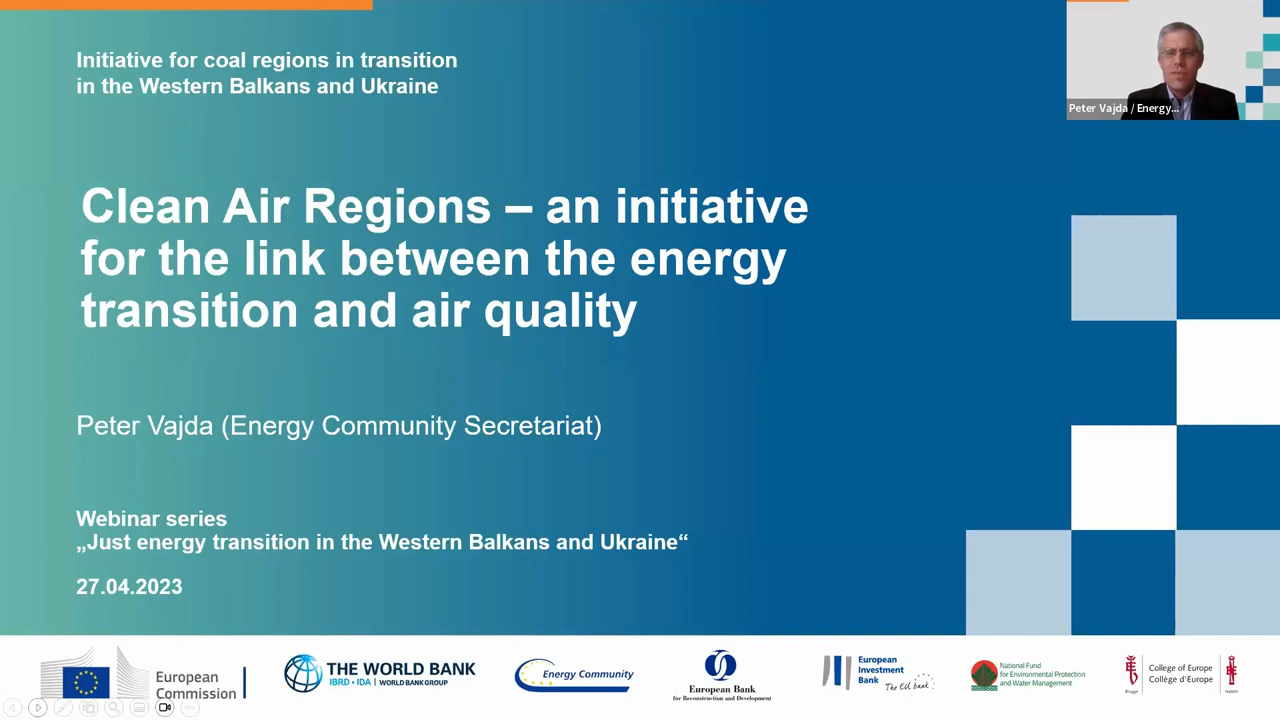 Initiative for coal regions in transition
in the Western Balkans and Ukraine
Peter Vajda / Energy...
Clean Air Regions – an initiative
for the link between the energy
transition and air quality
Peter Vajda (Energy Community Secretariat)
Webinar series
„Just energy transition in the Western Balkans and Ukraine“
27.04.2023
European
Commission
THE WORLD BANK
IBRD • IDA | WORLD BANK GROUP
Energy Community
European Bank
for Reconstruction and Development
European
Investment
Bank
The EU bank
National Fund
for Environmental Protection
and Water Management
College of Europe
Collège d'Europe
Brugge
Natolin